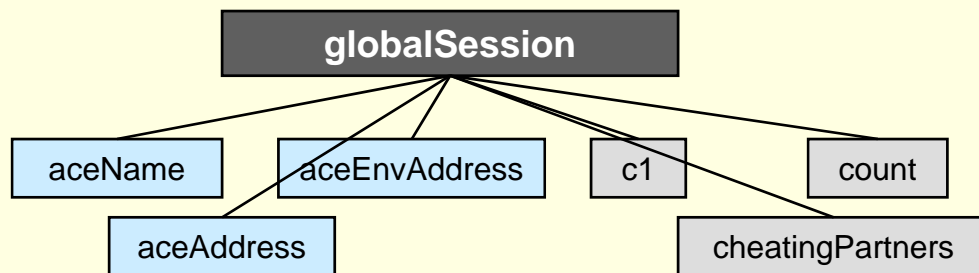 globalSession
aceName
aceEnvAddress
c1
count
aceAddress
cheatingPartners